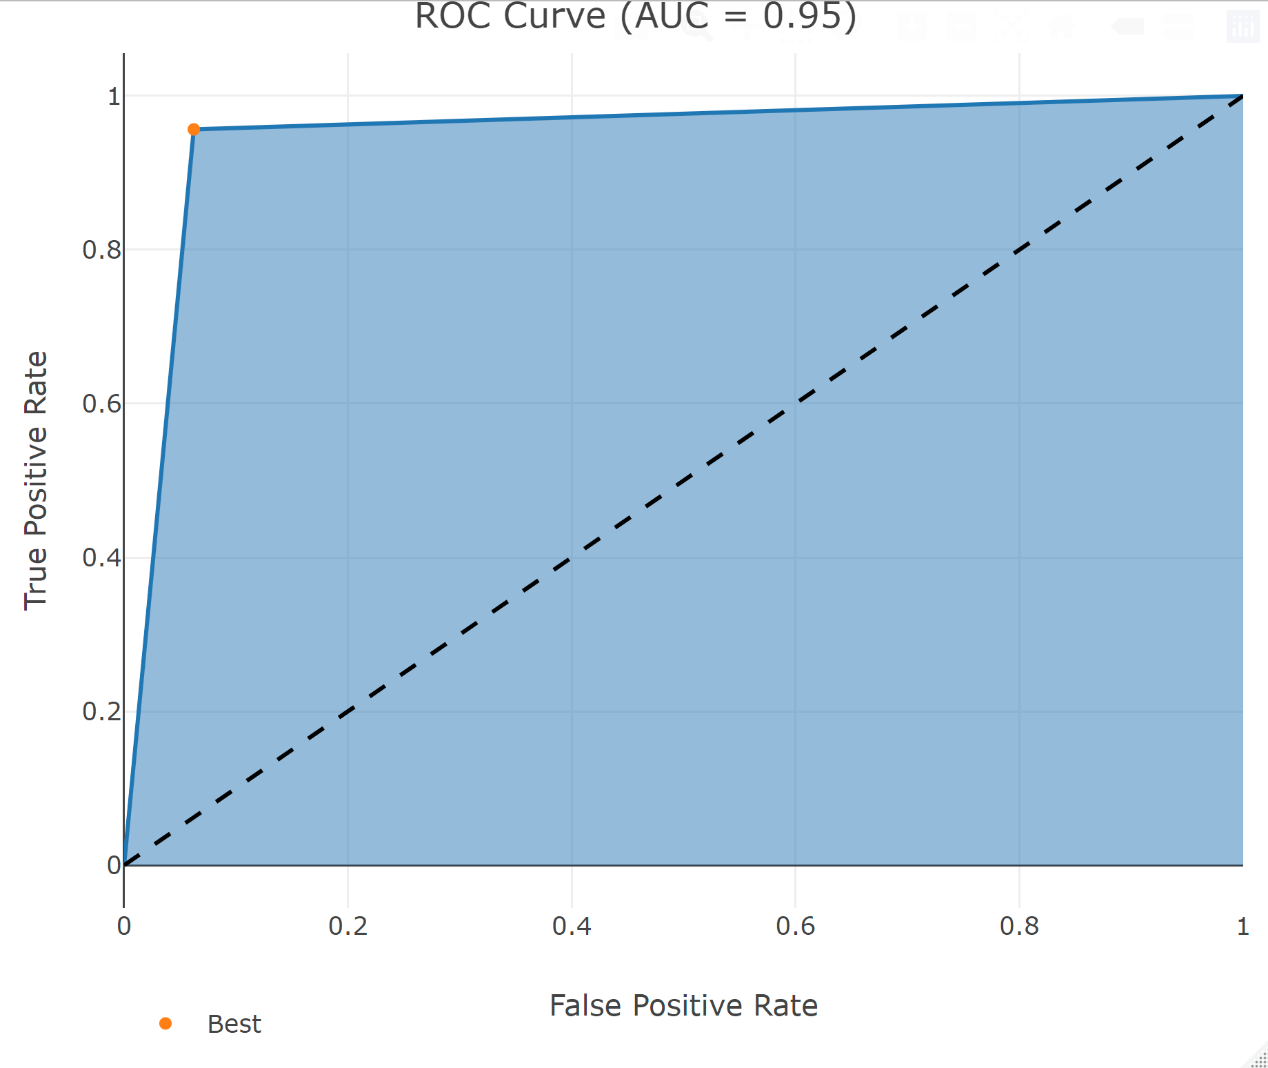 ROC Curve (AUC = 0.95)
1
0.8
0.6
0.4
0.2
0
True Positive Rate
0 0.2 0.4 0.6 0.8 1
False Positive Rate
Best